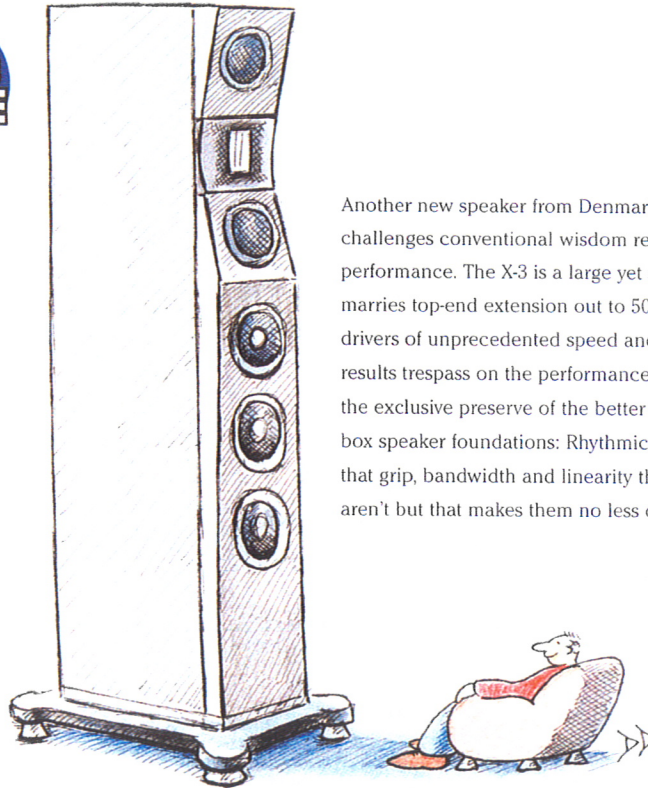 Another new speaker from Denmar
challenges conventional wisdom re
performance. The X-3 is a large yet
marries top-end extension out to 50
drivers of unprecedented speed and
results trespass on the performance
the exclusive preserve of the better
box speaker foundations: Rhythmic
that grip, bandwidth and linearity th
aren't but that makes them no less